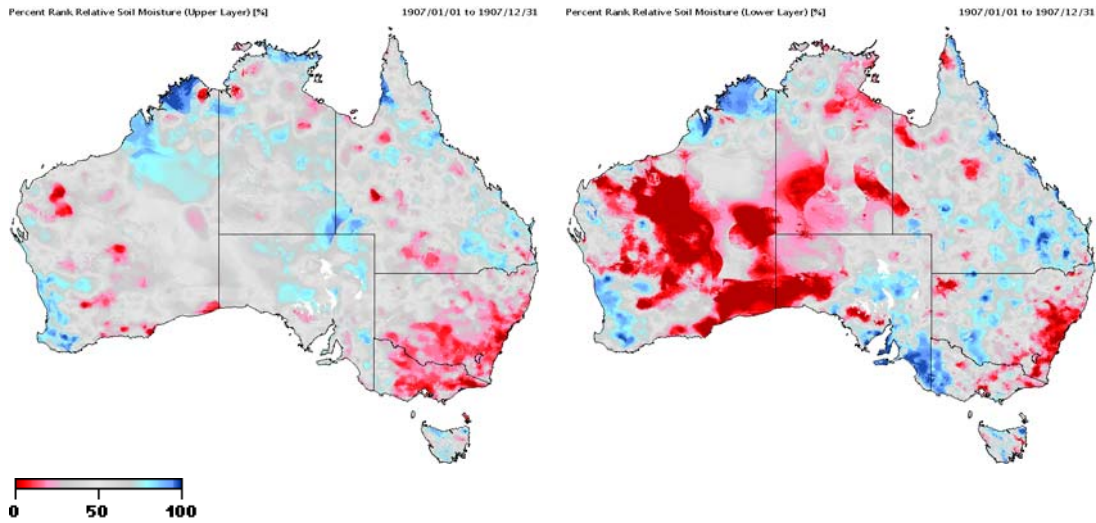 Percent Rank Relative Soil Moisture (Upper Layer) [%] 1907/01/01 to 1907/12/31
Percent Rank Relative Soil Moisture (Lower Layer) [%] 1907/01/01 to 1907/12/31
0 50 100